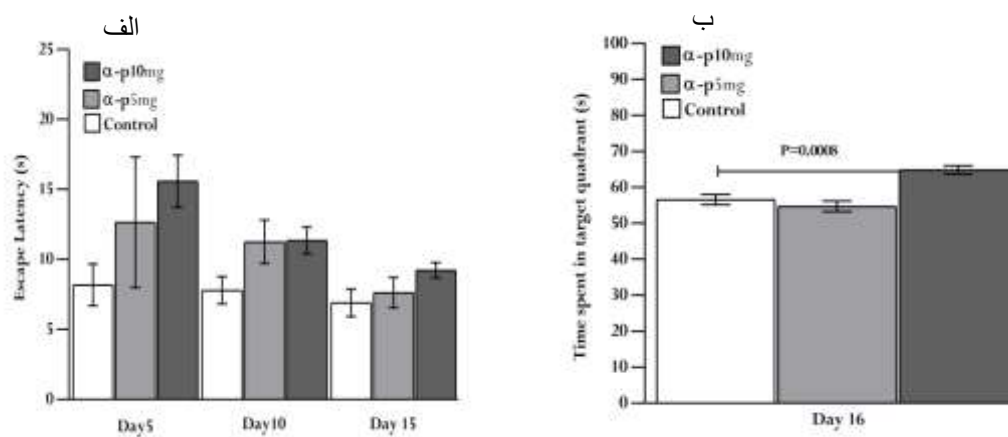 الف
25
20
15
10
5
0
Escape Latency (s)
α-p10mg
α-p5mg
Control
Day5
Day10
Day 15
ب
100
90
80
70
60
50
40
30
20
10
0
Time spent in target quadrant (s)
α-p10mg
α-p5mg
Control
P=0.0008
Day 16